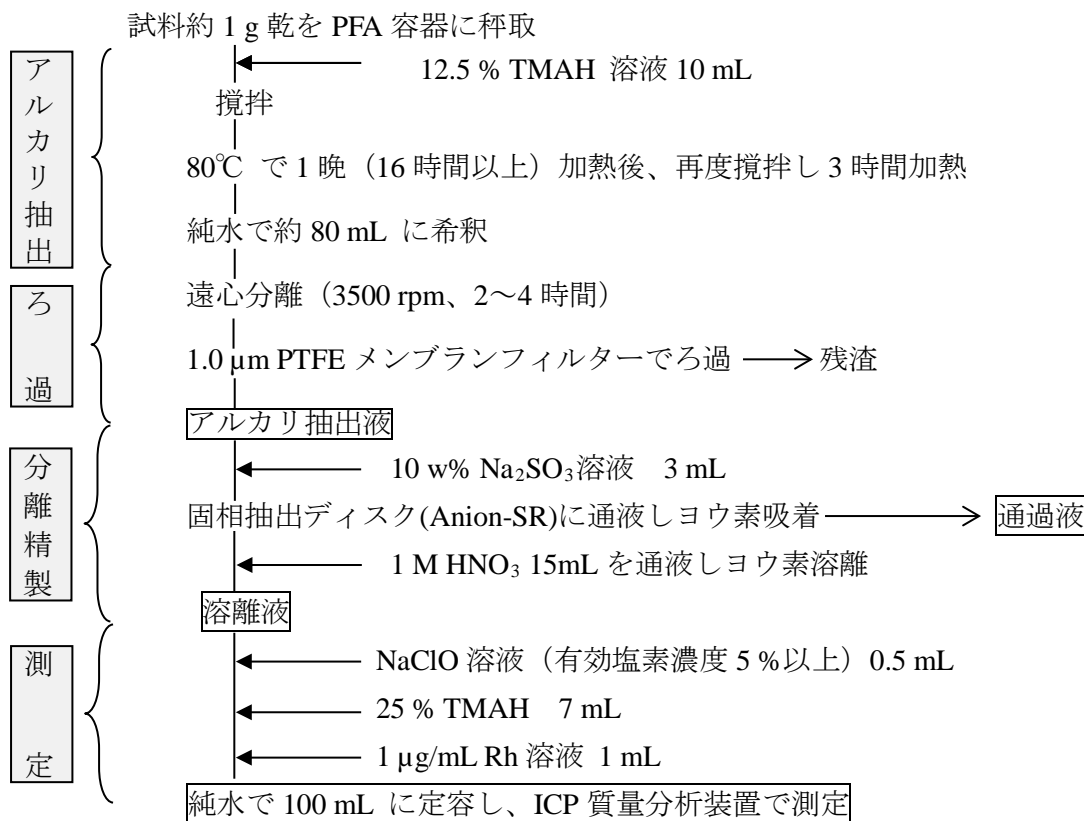 試料約 1 g 乾を PFA 容器に秤取
アルカリ抽出
12.5 % TMAH 溶液 10 mL
撹拌
80℃ で 1 晩（16 時間以上）加熱後、再度撹拌し 3 時間加熱
純水で約 80 mL に希釈
ろ過
遠心分離（3500 rpm、2～4 時間）
1.0 µm PTFE メンブランフィルターでろ過 → 残渣
アルカリ抽出液
分離精製
10 w% Na₂SO₃溶液 3 mL
固相抽出ディスク(Anion-SR)に通液しヨウ素吸着 → 通過液
1 M HNO₃ 15mL を通液しヨウ素溶離
溶離液
測定
NaClO 溶液（有効塩素濃度 5 %以上）0.5 mL
25 % TMAH 7 mL
1 µg/mL Rh 溶液 1 mL
純水で 100 mL に定容し、ICP 質量分析装置で測定